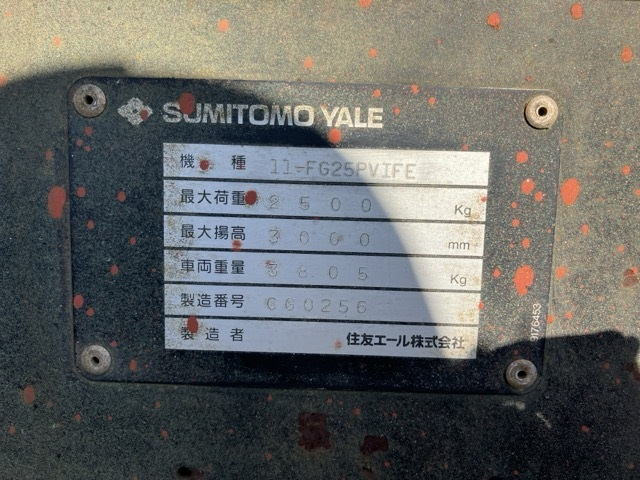 SUMITOMO YALE
機種 11-FG25PVIFE
最大荷重 2500 Kg
最大揚高 3000 mm
車両重量 3605 Kg
製造番号 C60256
製造者 住友エール株式会社
9176453